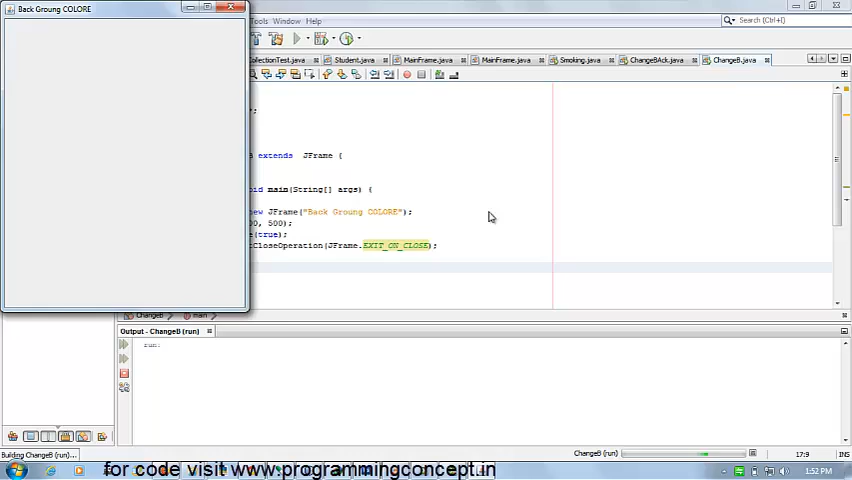 Back Groung COLORE
Tools Window Help
Search (Ctrl+I)
CollectionTest.java Student.java MainFrame.java MainFrame.java Smoking.java ChangeBAck.java ChangeB.java
extends JFrame {
main(String[] args) {
new JFrame("Back Groung COLORE");
500);
(true);
CloseOperation(JFrame.EXIT_ON_CLOSE);
ChangeB main
Output - ChangeB (run)
run:
Building ChangeB (run)... ChangeB (run) 17:9 INS
for code visit www.programmingconcept.in
1:52 PM